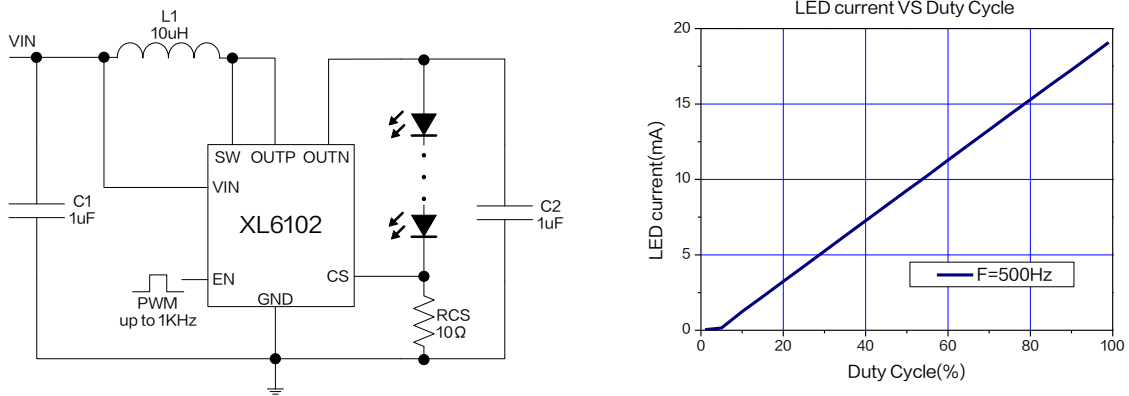 L1
10uH
VIN
SW OUTP OUTN
VIN
XL6102
C1
1uF
C2
1uF
EN
CS
PWM
up to 1KHz
GND
RCS
10Ω
LED current VS Duty Cycle
LED current(mA)
20
15
10
5
0
F=500Hz
0 20 40 60 80 100
Duty Cycle(%)